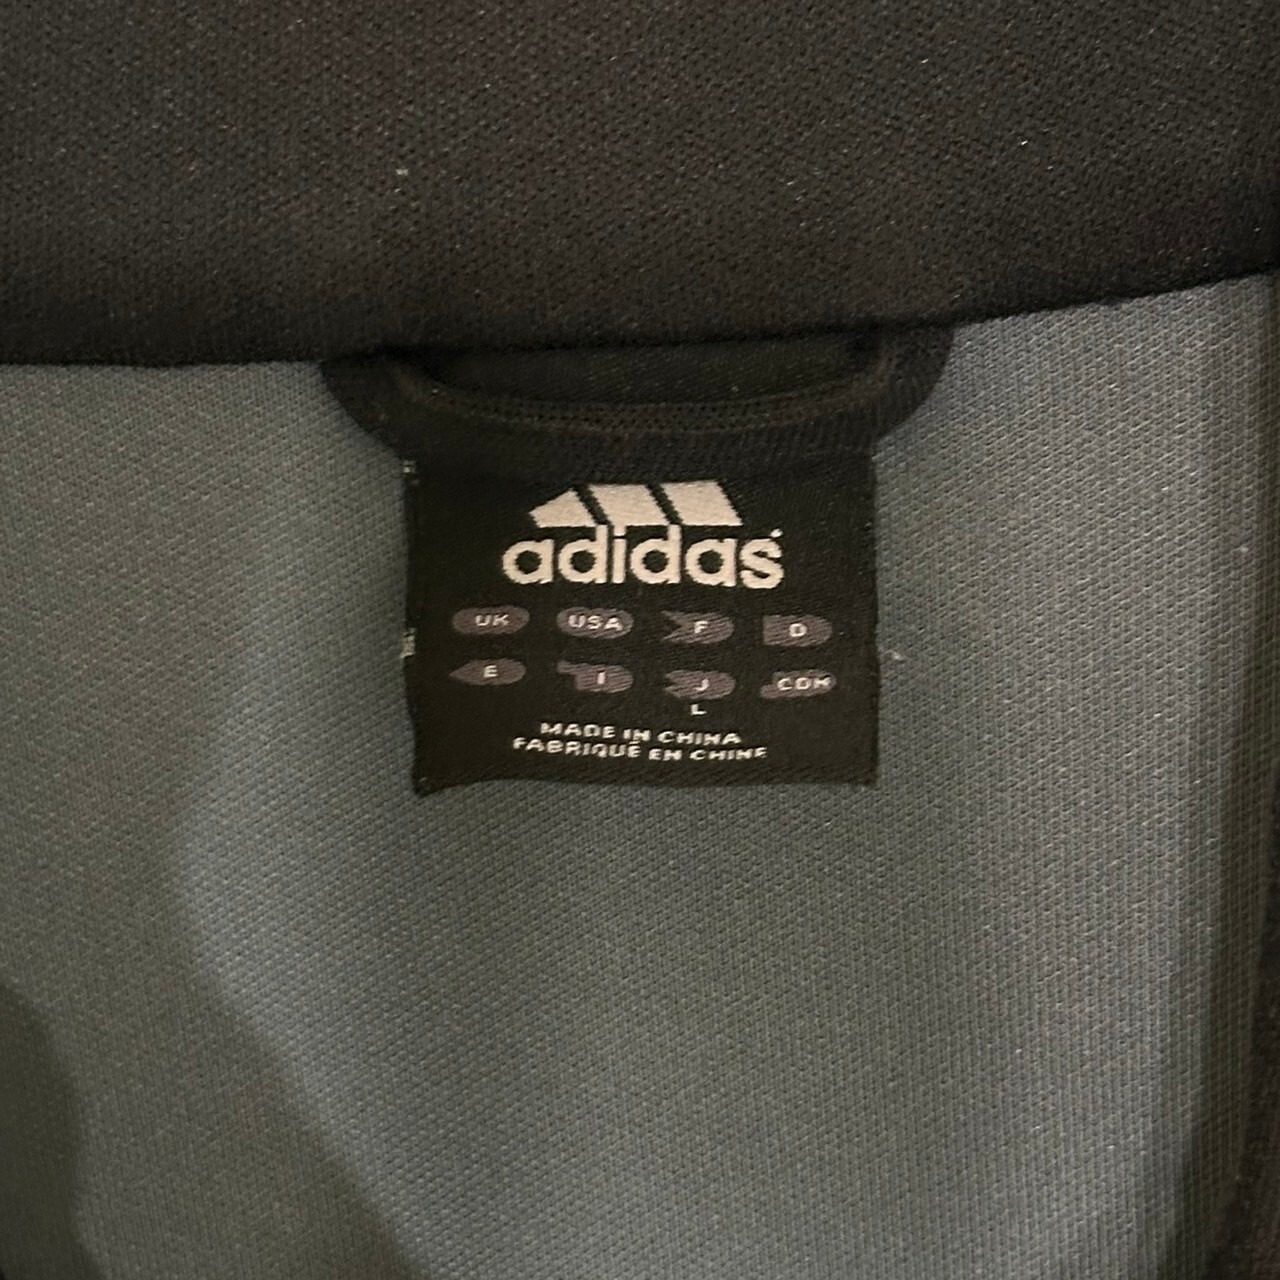 adidas
UK USA F D
E I J CDN
L
MADE IN CHINA
FABRIQUÉ EN CHINE